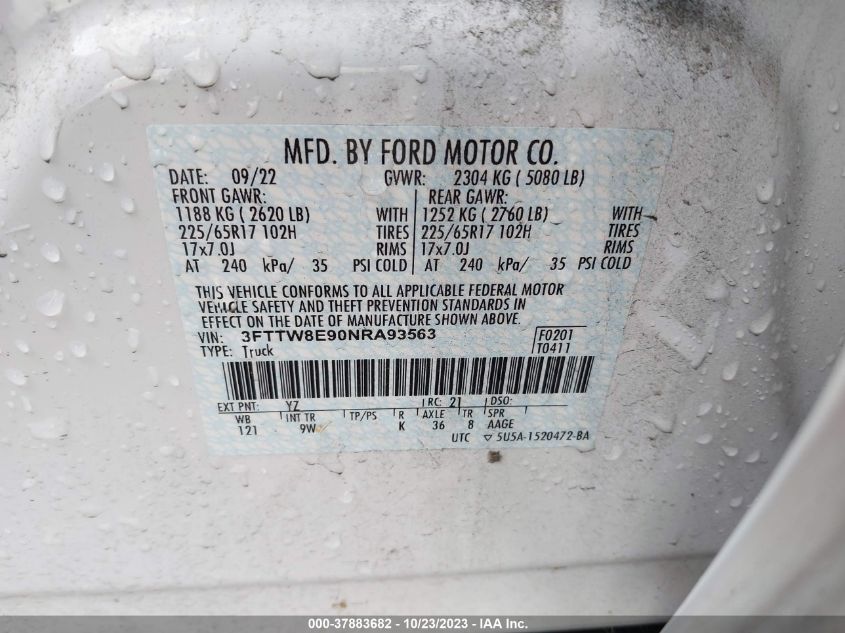 MFD. BY FORD MOTOR CO.
DATE: 09/22 GVWR: 2304 KG ( 5080 LB)
FRONT GAWR: REAR GAWR:
1188 KG ( 2620 LB) WITH 1252 KG ( 2760 LB) WITH
225/65R17 102H TIRES 225/65R17 102H TIRES
17x7.0J RIMS 17x7.0J RIMS
AT 240 kPa/ 35 PSI COLD AT 240 kPa/ 35 PSI COLD
THIS VEHICLE CONFORMS TO ALL APPLICABLE FEDERAL MOTOR
VEHICLE SAFETY AND THEFT PREVENTION STANDARDS IN
EFFECT ON THE DATE OF MANUFACTURE SHOWN ABOVE.
VIN: 3FTTW8E90NRA93563 F0201
TYPE: Truck T0411
EXT PNT: YZ RC: 21 DSO:
WB INT TR TP/PS R AXLE TR SPR
121 9W K 36 8 AAGE
UTC ▽ 5U5A-1520472-BA
000-37883682 - 10/23/2023 - IAA Inc.